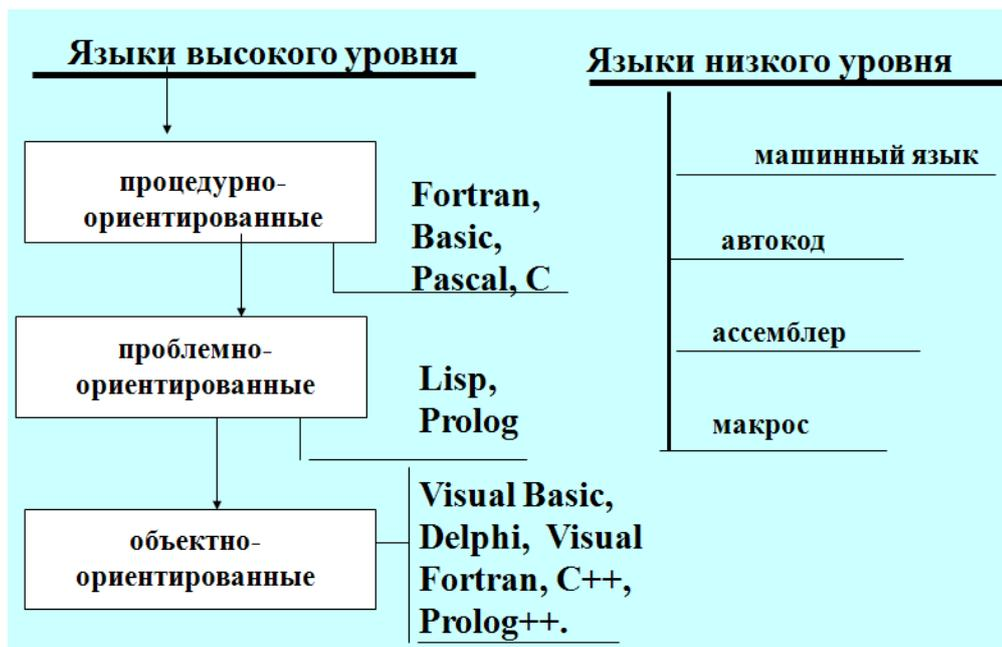 Языки высокого уровня
процедурно-
ориентированные
Fortran,
Basic,
Pascal, C
проблемно-
ориентированные
Lisp,
Prolog
объектно-
ориентированные
Visual Basic,
Delphi, Visual
Fortran, C++,
Prolog++.
Языки низкого уровня
машинный язык
автокод
ассемблер
макрос